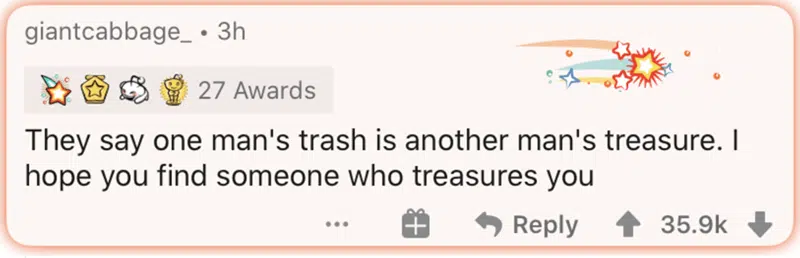 giantcabbage_ • 3h
27 Awards
They say one man's trash is another man's treasure. I
hope you find someone who treasures you
... Reply 35.9k